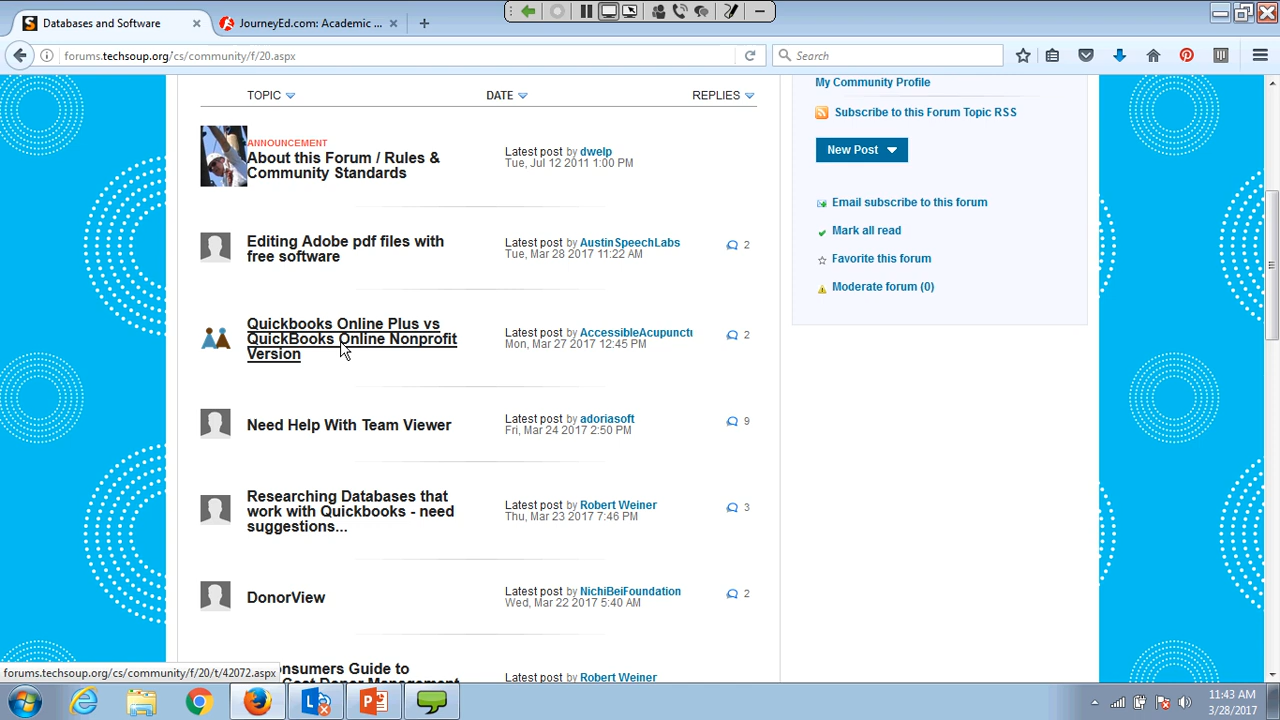 Databases and Software
JourneyEd.com: Academic ...
forums.techsoup.org/cs/community/f/20.aspx
Search
TOPIC
DATE
REPLIES
ANNOUNCEMENT
About this Forum / Rules &
Community Standards
Latest post by dwelp
Tue, Jul 12 2011 1:00 PM
Editing Adobe pdf files with
free software
Latest post by AustinSpeechLabs
Tue, Mar 28 2017 11:22 AM
2
Quickbooks Online Plus vs
QuickBooks Online Nonprofit
Version
Latest post by AccessibleAcupunctu
Mon, Mar 27 2017 12:45 PM
2
Need Help With Team Viewer
Latest post by adoriasoft
Fri, Mar 24 2017 2:50 PM
9
Researching Databases that
work with Quickbooks - need
suggestions...
Latest post by Robert Weiner
Thu, Mar 23 2017 7:46 PM
3
DonorView
Latest post by NichiBeiFoundation
Wed, Mar 22 2017 5:40 AM
2
onsumers Guide to
Cost Donor Management
Latest post by Robert Weiner
My Community Profile
Subscribe to this Forum Topic RSS
New Post
Email subscribe to this forum
Mark all read
Favorite this forum
Moderate forum (0)
forums.techsoup.org/cs/community/f/20/t/42072.aspx
11:43 AM
3/28/2017